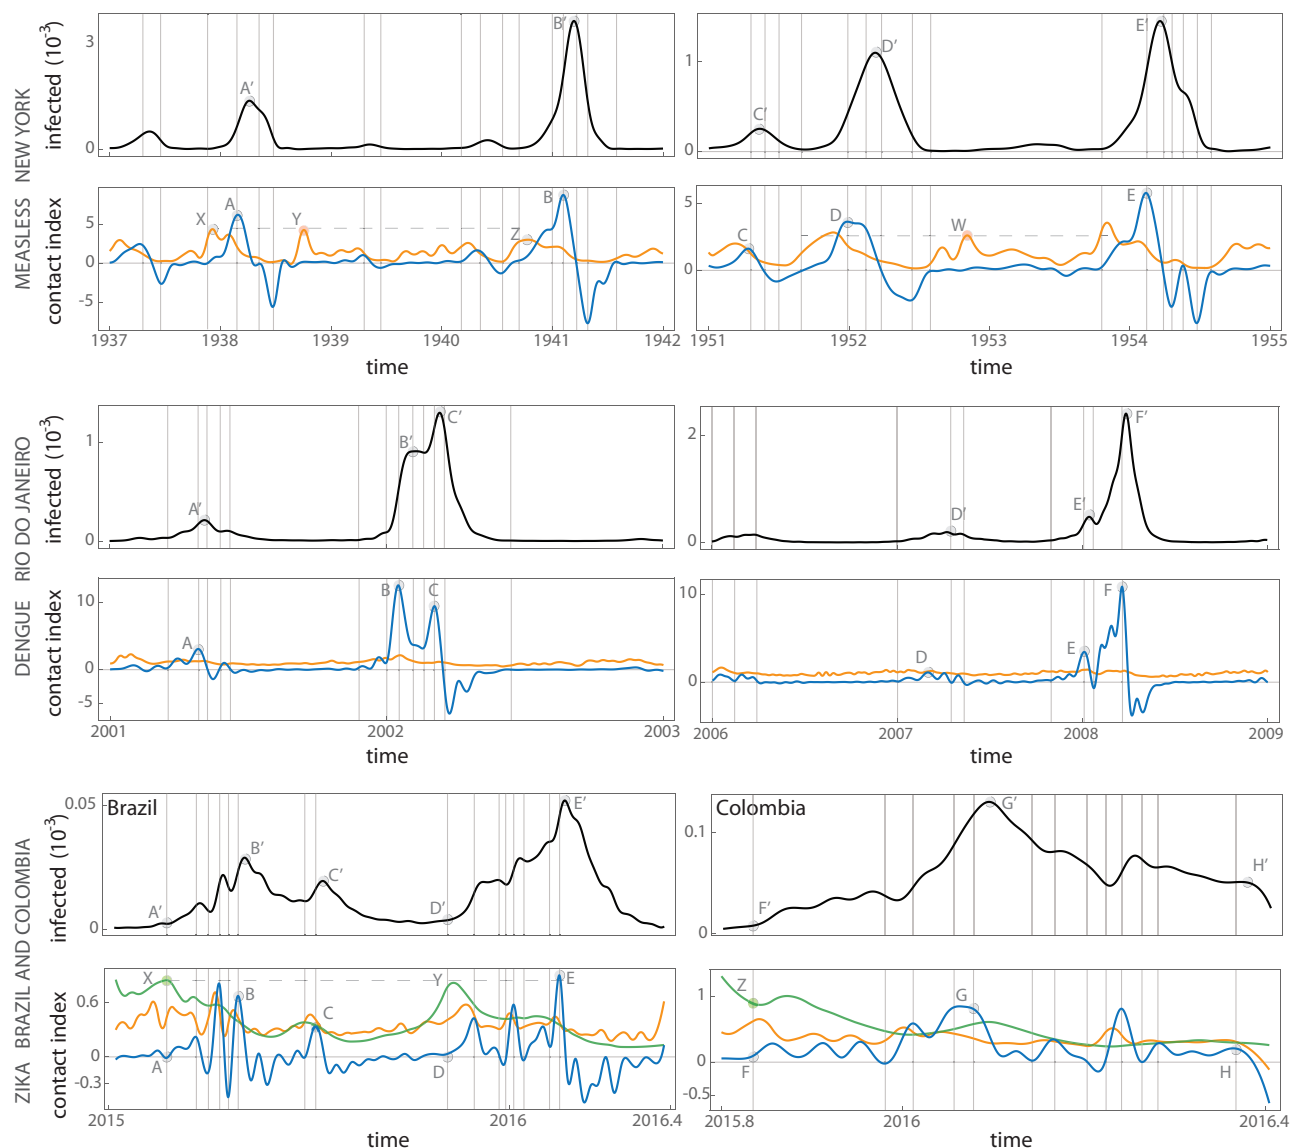 MEASLESS NEW YORK
infected (10⁻³)
3
0
A′
B′
1
0
C′
D′
E′
contact index
5
0
-5
X
A
Y
Z
B
5
0
C
D
W
E
1937 1938 1939 1940 1941 1942
time
1951 1952 1953 1954 1955
time
DENGUE RIO DO JANEIRO
infected (10⁻³)
1
0
A′
B′
C′
2
0
D′
E′
F′
contact index
10
0
-5
A
B
C
10
0
D
E
F
2001 2002 2003
time
2006 2007 2008 2009
time
ZIKA BRAZIL AND COLOMBIA
infected (10⁻³)
Brazil
0.05
0
A′
B′
C′
D′
E′
Colombia
0.1
0
F′
G′
H′
contact index
0.6
0
-0.3
X
A
B
C
Y
D
E
1
0
-0.5
Z
F
G
H
2015 2016 2016.4
time
2015.8 2016 2016.4
time